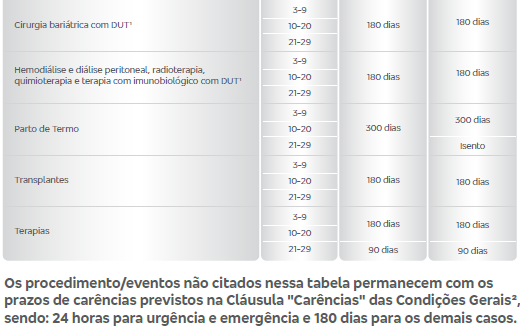 3-9
Cirurgia bariátrica com DUT¹ 10-20 180 dias 180 dias
21-29
Hemodiálise e diálise peritoneal, radioterapia, 3-9
quimioterapia e terapia com imunobiológico com DUT¹ 10-20 180 dias 180 dias
21-29
3-9 300 dias
Parto de Termo 10-20 300 dias
21-29 Isento
3-9
Transplantes 10-20 180 dias 180 dias
21-29
3-9
Terapias 10-20 180 dias 180 dias
21-29 90 dias 90 dias
Os procedimento/eventos não citados nessa tabela permanecem com os
prazos de carências previstos na Cláusula "Carências" das Condições Gerais²,
sendo: 24 horas para urgência e emergência e 180 dias para os demais casos.